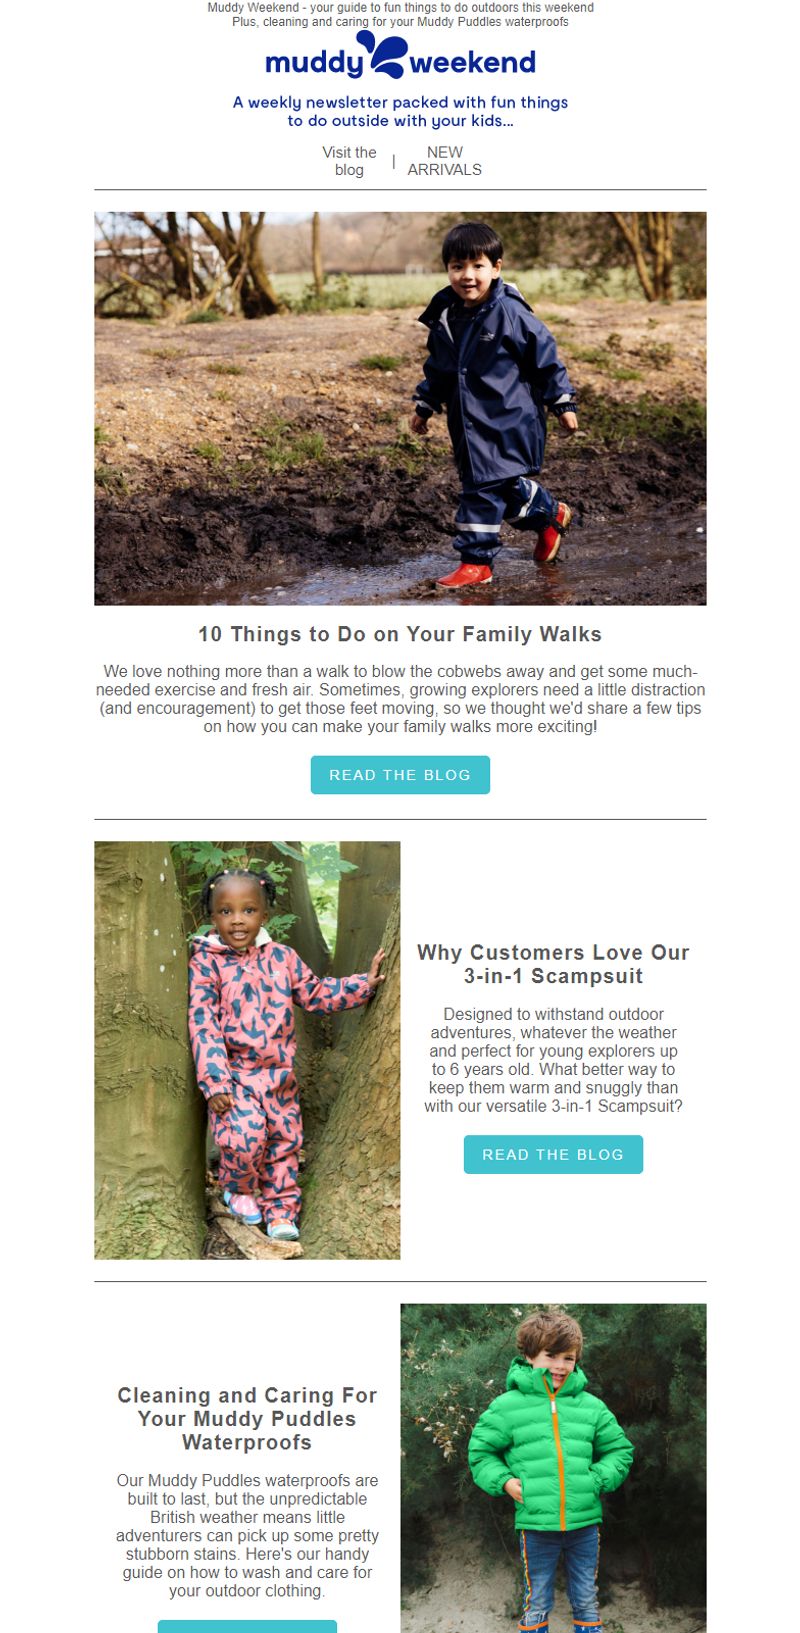 Muddy Weekend - your guide to fun things to do outdoors this weekend
Plus, cleaning and caring for your Muddy Puddles waterproofs
muddy weekend
A weekly newsletter packed with fun things
to do outside with your kids...
Visit the
blog
|
NEW
ARRIVALS
10 Things to Do on Your Family Walks
We love nothing more than a walk to blow the cobwebs away and get some much-
needed exercise and fresh air. Sometimes, growing explorers need a little distraction
(and encouragement) to get those feet moving, so we thought we'd share a few tips
on how you can make your family walks more exciting!
READ THE BLOG
Why Customers Love Our
3-in-1 Scampsuit
Designed to withstand outdoor
adventures, whatever the weather
and perfect for young explorers up
to 6 years old. What better way to
keep them warm and snuggly than
with our versatile 3-in-1 Scampsuit?
READ THE BLOG
Cleaning and Caring For
Your Muddy Puddles
Waterproofs
Our Muddy Puddles waterproofs are
built to last, but the unpredictable
British weather means little
adventurers can pick up some pretty
stubborn stains. Here's our handy
guide on how to wash and care for
your outdoor clothing.